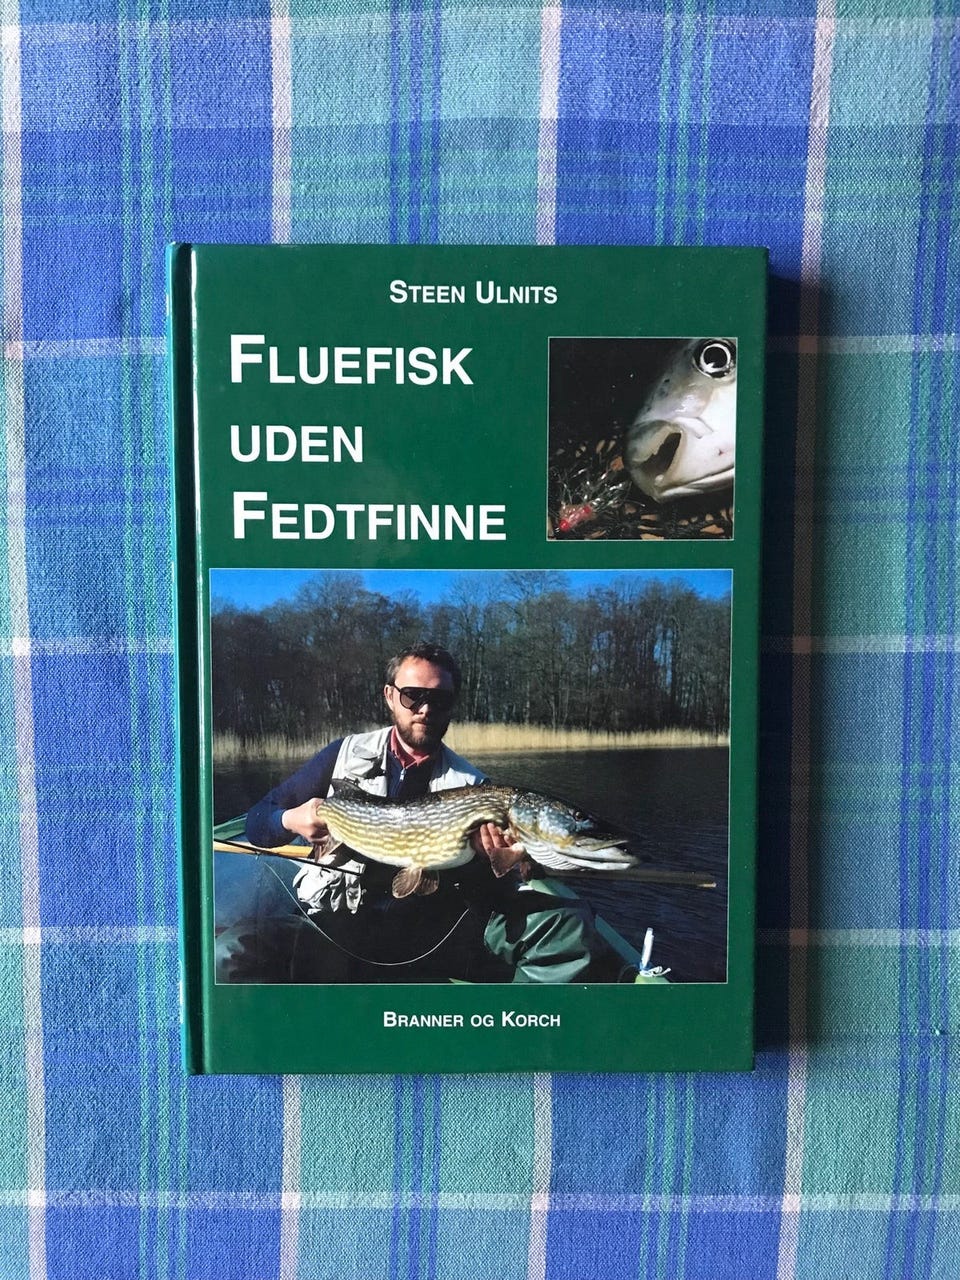 Steen Ulnits
Fluefisk
uden
Fedtfinne
Branner og Korch